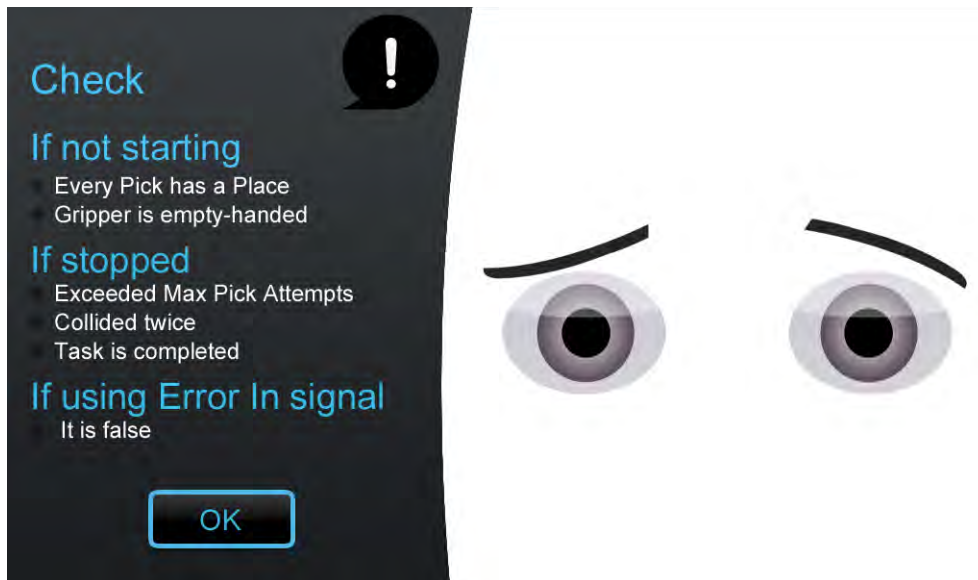 !
Check
If not starting
Every Pick has a Place
Gripper is empty-handed
If stopped
Exceeded Max Pick Attempts
Collided twice
Task is completed
If using Error In signal
It is false
OK